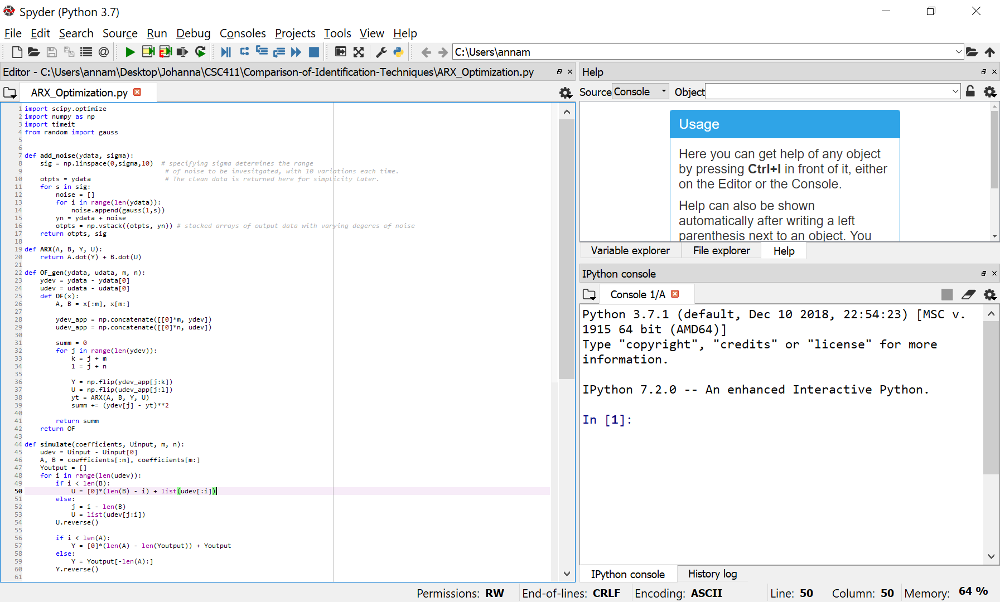 Spyder (Python 3.7)
File Edit Search Source Run Debug Consoles Projects Tools View Help
C:\Users\annam
Editor - C:\Users\annam\Desktop\Johanna\CSC411\Comparison-of-Identification-Techniques\ARX_Optimization.py
ARX_Optimization.py
1 import scipy.optimize
2 import numpy as np
3 import timeit
4 from random import gauss
5
6
7 def add_noise(ydata, sigma):
8     sig = np.linspace(0,sigma,10)  # specifying sigma determines the range
9                                     # of noise to be invesitgated, with 10 variations each time.
10     otpts = ydata                   # The clean data is returned here for simplicity later.
11     for s in sig:
12         noise = []
13         for i in range(len(ydata)):
14             noise.append(gauss(1,s))
15         yn = ydata + noise
16         otpts = np.vstack((otpts, yn)) # stacked arrays of output data with varying degeres of noise
17     return otpts, sig
18
19 def ARX(A, B, Y, U):
20     return A.dot(Y) + B.dot(U)
21
22 def OF_gen(ydata, udata, m, n):
23     ydev = ydata - ydata[0]
24     udev = udata - udata[0]
25     def OF(x):
26         A, B = x[:m], x[m:]
27
28         ydev_app = np.concatenate([[0]*m, ydev])
29         udev_app = np.concatenate([[0]*n, udev])
30
31         summ = 0
32         for j in range(len(ydev)):
33             k = j + m
34             l = j + n
35
36             Y = np.flip(ydev_app[j:k])
37             U = np.flip(udev_app[j:l])
38             yt = ARX(A, B, Y, U)
39             summ += (ydev[j] - yt)**2
40
41         return summ
42     return OF
43
44 def simulate(coefficients, Uinput, m, n):
45     udev = Uinput - Uinput[0]
46     A, B = coefficients[:m], coefficients[m:]
47     Youtput = []
48     for i in range(len(udev)):
49         if i < len(B):
50             U = [0]*(len(B) - i) + list(udev[:i])
51         else:
52             j = i - len(B)
53             U = list(udev[j:i])
54         U.reverse()
55
56         if i < len(A):
57             Y = [0]*(len(A) - len(Youtput)) + Youtput
58         else:
59             Y = Youtput[-len(A):]
60         Y.reverse()
61
Help
Source Console Object
Usage
Here you can get help of any object
by pressing Ctrl+I in front of it, either
on the Editor or the Console.
Help can also be shown
automatically after writing a left
parenthesis next to an object. You
Variable explorer File explorer Help
IPython console
Console 1/A
Python 3.7.1 (default, Dec 10 2018, 22:54:23) [MSC v.
1915 64 bit (AMD64)]
Type "copyright", "credits" or "license" for more
information.
IPython 7.2.0 -- An enhanced Interactive Python.
In [1]:
IPython console History log
Permissions: RW End-of-lines: CRLF Encoding: ASCII Line: 50 Column: 50 Memory: 64 %